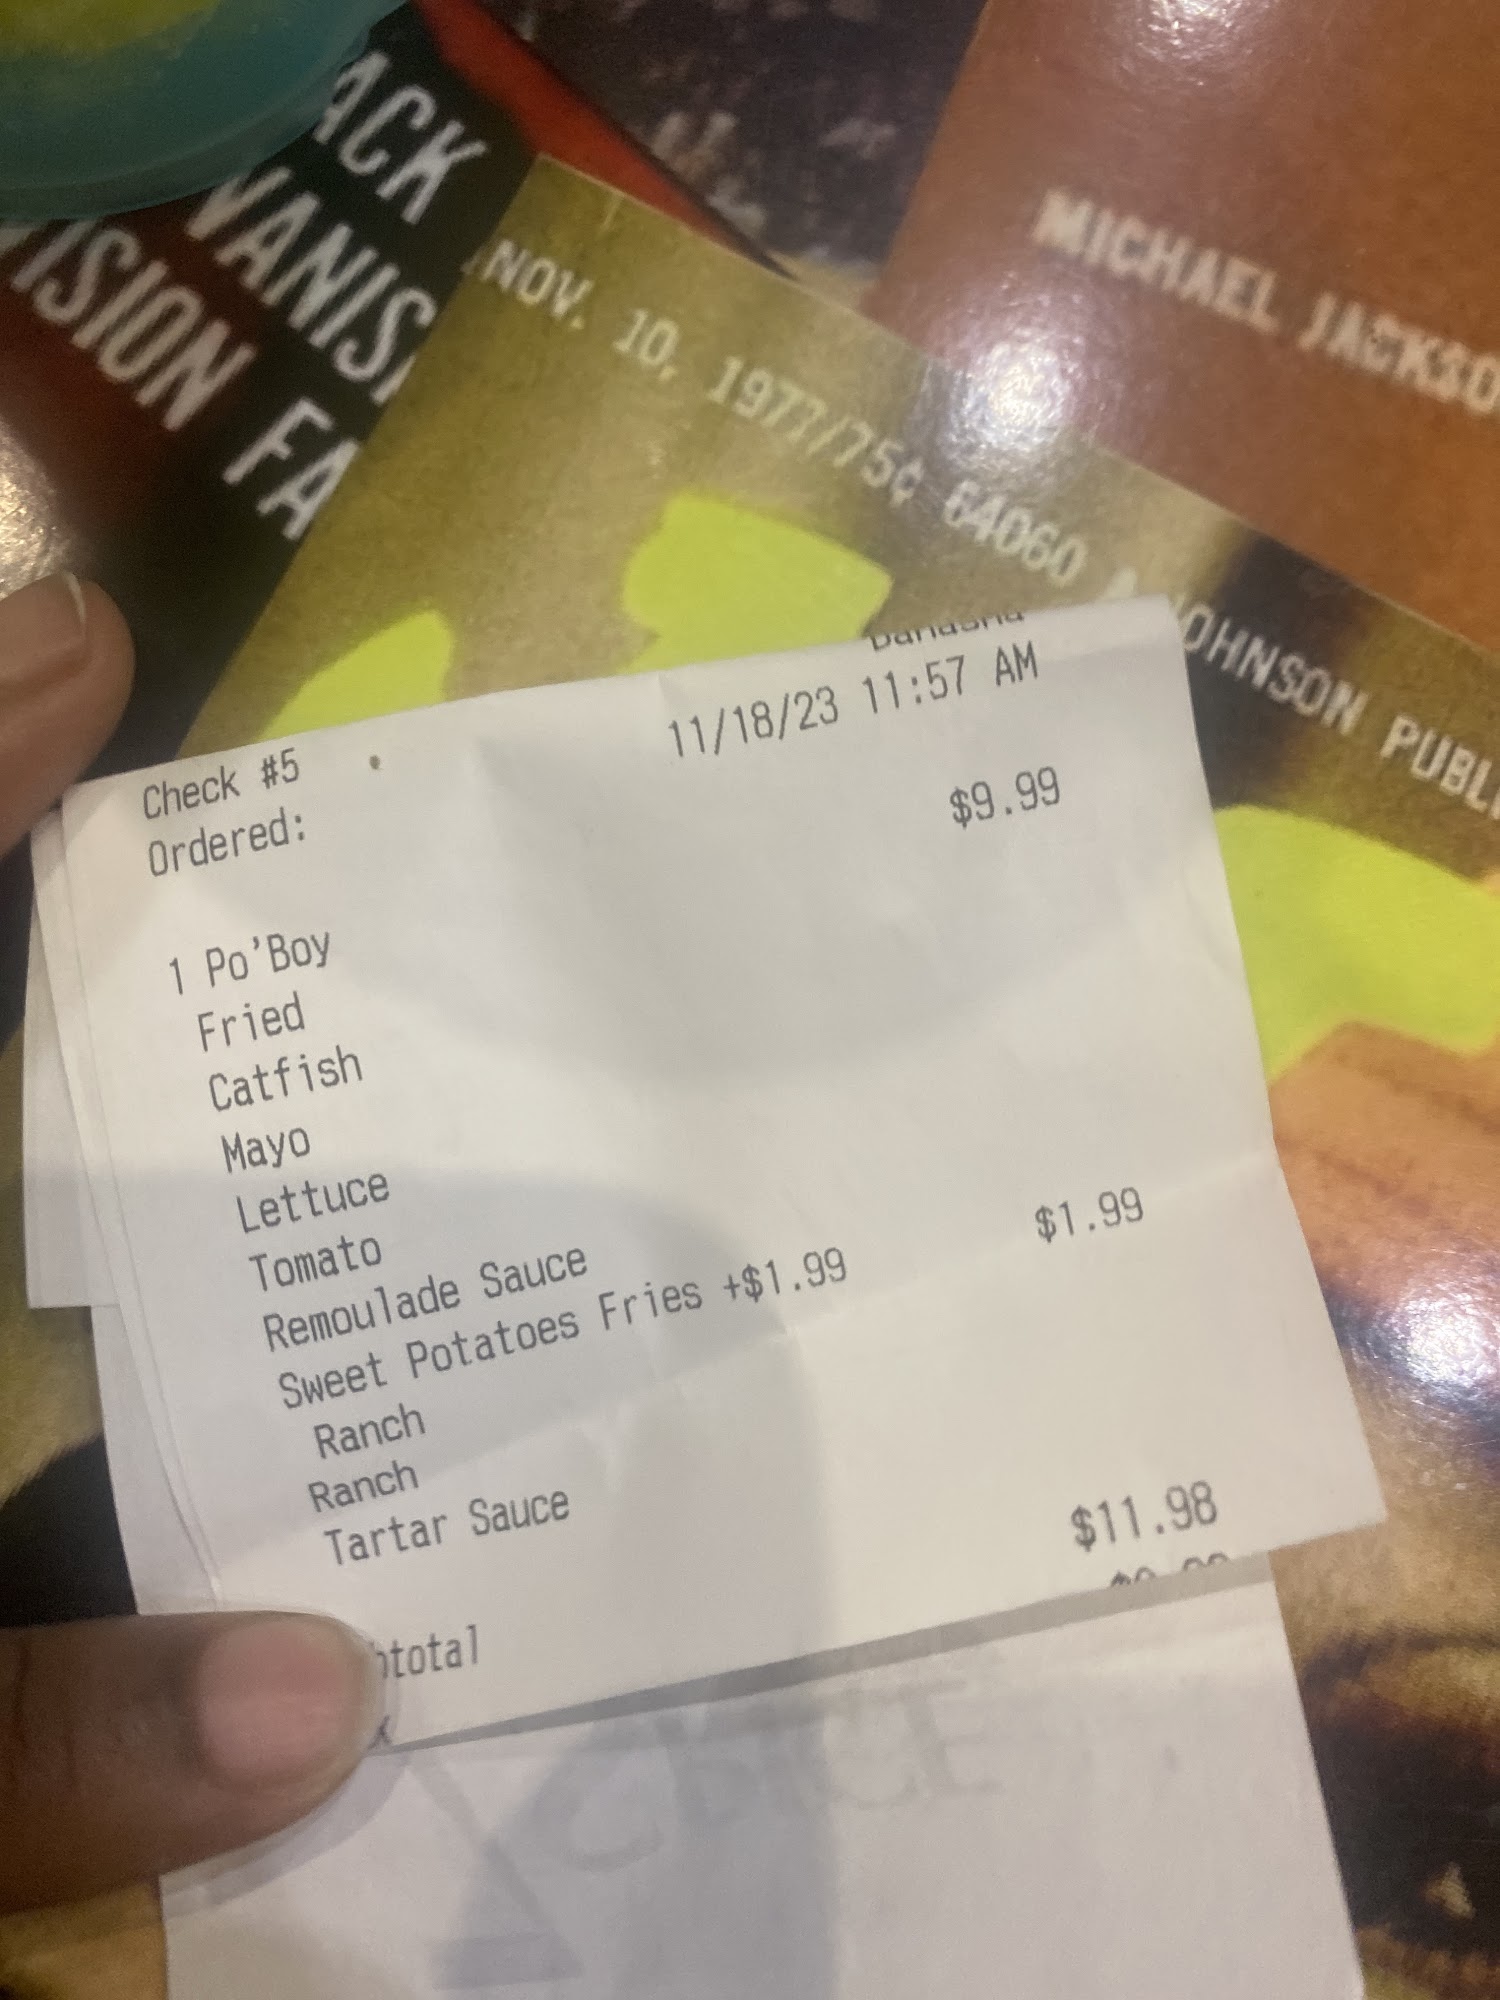 ACK
VANIS
ISION FA
NOV. 10, 1977/75¢ 64060 A JOHNSON PUBLI
MICHAEL JACKSO
Check #5
11/18/23 11:57 AM
Ordered:
1 Po'Boy $9.99
Fried
Catfish
Mayo
Lettuce
Tomato
Remoulade Sauce
Sweet Potatoes Fries +$1.99 $1.99
Ranch
Ranch
Tartar Sauce
btotal $11.98
x